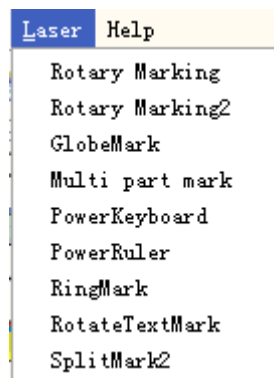 Laser Help
Rotary Marking
Rotary Marking2
GlobeMark
Multi part mark
PowerKeyboard
PowerRuler
RingMark
RotateTextMark
SplitMark2